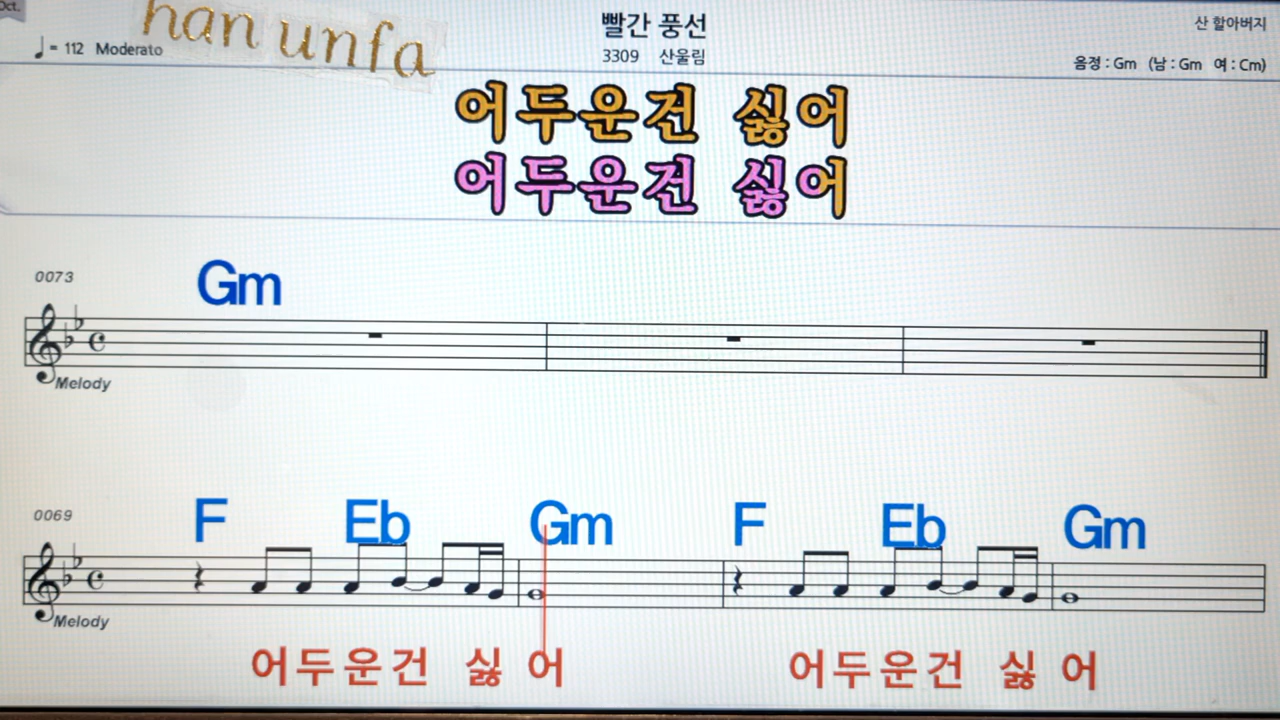 Oct.
han unfa
빨간 풍선
산 할아버지
♩= 112 Moderato
3309 산울림
음정 : Gm (남 : Gm 여 : Cm)
어두운건 싫어
어두운건 싫어
0073
Gm
Melody
0069
F Eb Gm F Eb Gm
Melody
어두운건 싫 어 어두운건 싫 어